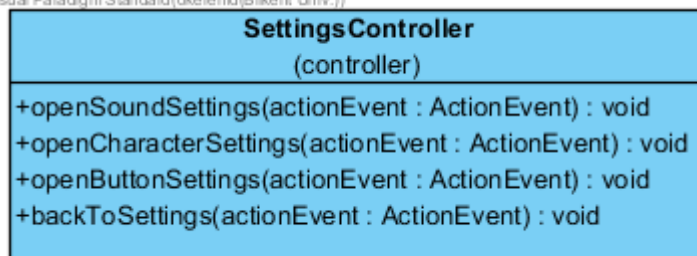 SettingsController
(controller)
+openSoundSettings(actionEvent : ActionEvent) : void
+openCharacterSettings(actionEvent : ActionEvent) : void
+openButtonSettings(actionEvent : ActionEvent) : void
+backToSettings(actionEvent : ActionEvent) : void